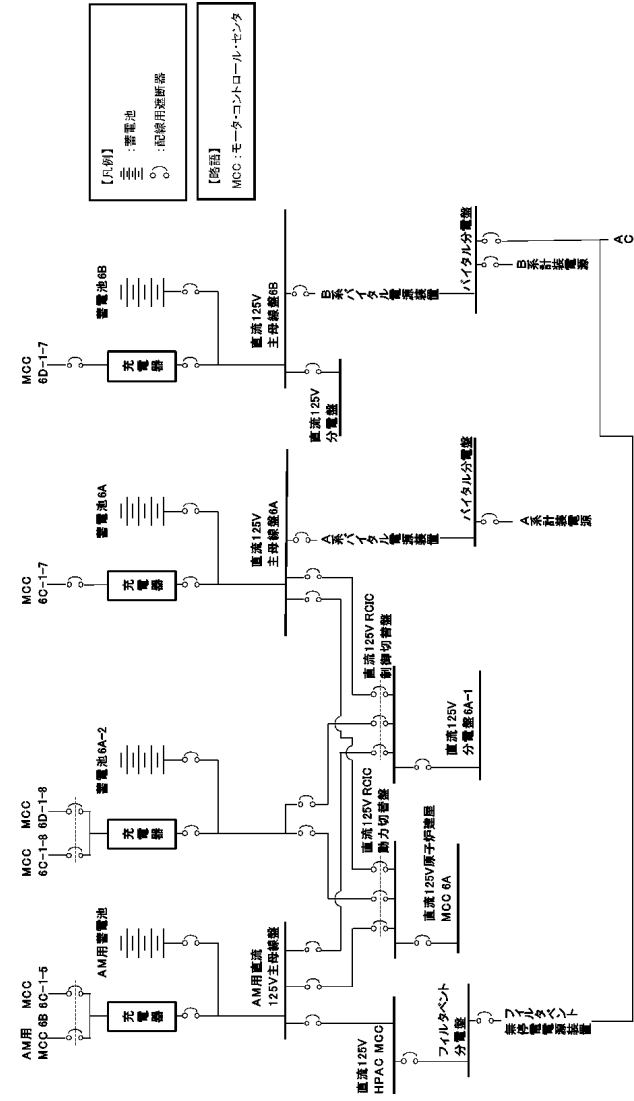 【凡例】
：蓄電池
：配線用遮断器
【略語】
MCC：モータ・コントロール・センタ
AM用
MCC 6B
MCC
6C-1-5
充電器
AM用蓄電池
AM用直流
125V主母線盤
直流125V
HPAC MCC
フィルタベント
分電盤
フィルタベント
無停電電源装置
MCC
6C-1-8
MCC
6D-1-8
充電器
蓄電池6A-2
直流125V RCIC
動力切替盤
直流125V原子炉建屋
MCC 6A
直流125V RCIC
制御切替盤
直流125V
分電盤6A-1
MCC
6C-1-7
充電器
蓄電池6A
直流125V
主母線盤6A
A系バイタル電源装置
バイタル分電盤
A系計装電源
MCC
6D-1-7
充電器
蓄電池6B
直流125V
主母線盤6B
直流125V
分電盤
B系バイタル電源装置
バイタル分電盤
B系計装電源
AC